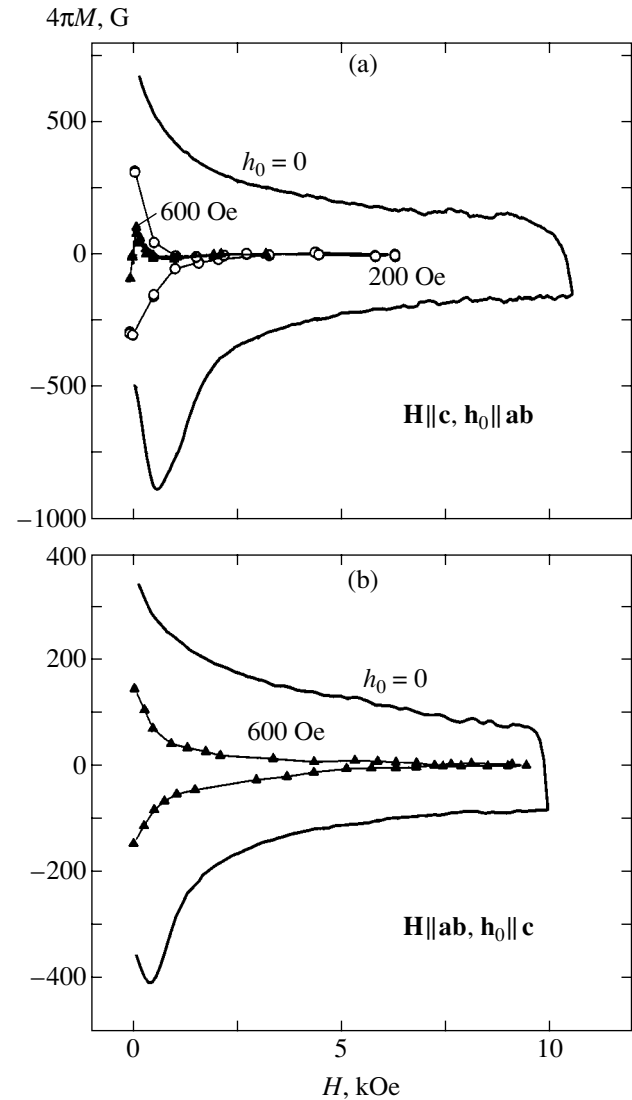 4πM, G
(a)
500
h₀ = 0
600 Oe
0
200 Oe
−500
H||c, h₀||ab
−1000
400
(b)
200
h₀ = 0
600 Oe
0
−200
H||ab, h₀||c
−400
0 5 10
H, kOe